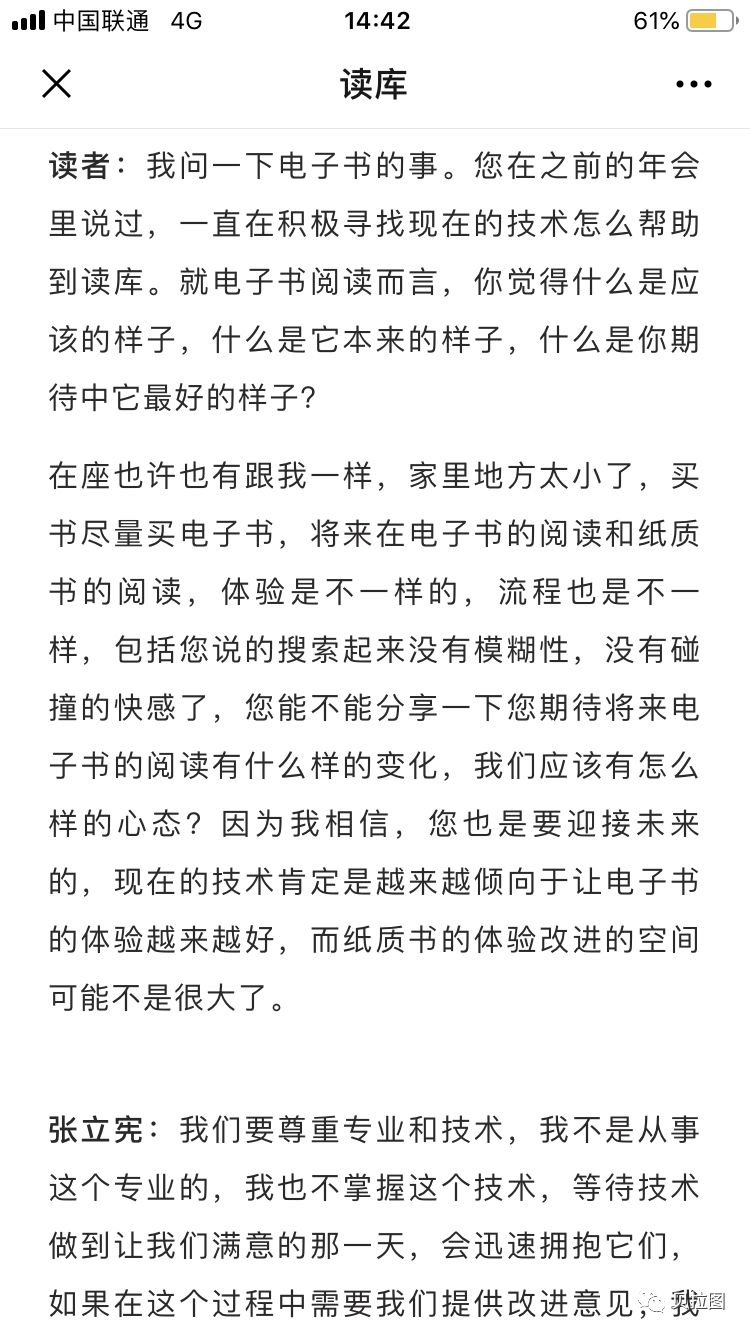 中国联通 4G 14:42 61%
读库
读者：我问一下电子书的事。您在之前的年会
里说过，一直在积极寻找现在的技术怎么帮助
到读库。就电子书阅读而言，你觉得什么是应
该的样子，什么是它本来的样子，什么是你期
待中它最好的样子？
在座也许也有跟我一样，家里地方太小了，买
书尽量买电子书，将来在电子书的阅读和纸质
书的阅读，体验是不一样的，流程也是不一
样，包括您说的搜索起来没有模糊性，没有碰
撞的快感了，您能不能分享一下您期待将来电
子书的阅读有什么样的变化，我们应该有怎么
样的心态？因为我相信，您也是要迎接未来
的，现在的技术肯定是越来越倾向于让电子书
的体验越来越好，而纸质书的体验改进的空间
可能不是很大了。
张立宪：我们要尊重专业和技术，我不是从事
这个专业的，我也不掌握这个技术，等待技术
做到让我们满意的那一天，会迅速拥抱它们，
如果在这个过程中需要我们提供改进意见，我
贝拉图